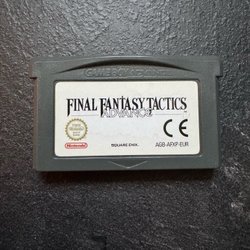 GAME BOY ADVANCE
FINAL FANTASY TACTICS
ADVANCE
Nintendo
SQUARE ENIX.
AGB-AFXP-EUR
CE